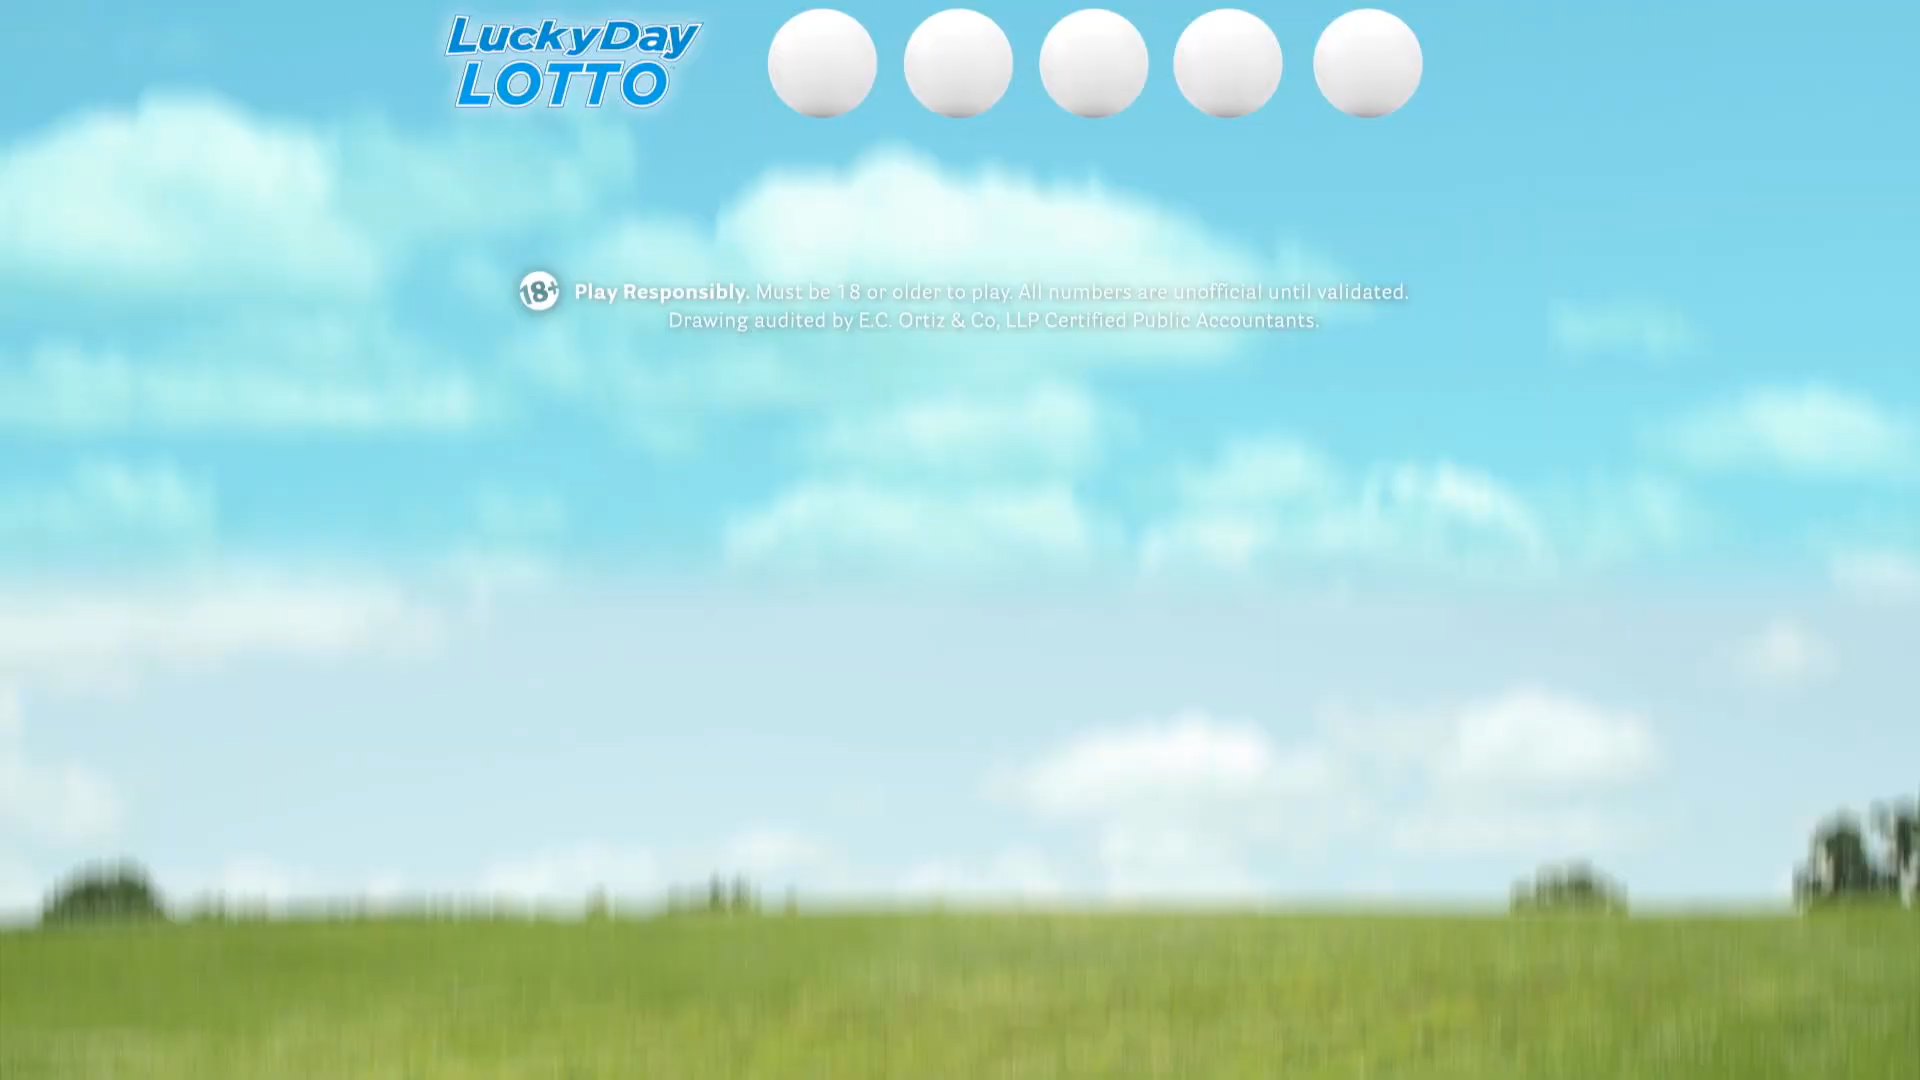 LuckyDay
LOTTO
18+ Play Responsibly. Must be 18 or older to play. All numbers are unofficial until validated.
Drawing audited by E.C. Ortiz & Co, LLP Certified Public Accountants.